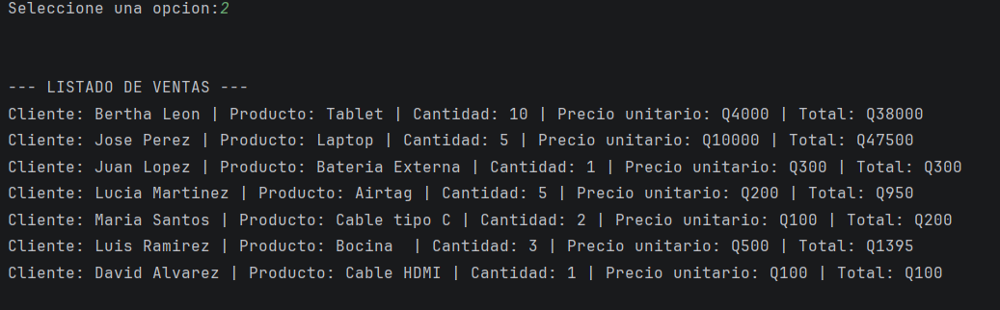 Seleccione una opcion:2
--- LISTADO DE VENTAS ---
Cliente: Bertha Leon | Producto: Tablet | Cantidad: 10 | Precio unitario: Q4000 | Total: Q38000
Cliente: Jose Perez | Producto: Laptop | Cantidad: 5 | Precio unitario: Q10000 | Total: Q47500
Cliente: Juan Lopez | Producto: Bateria Externa | Cantidad: 1 | Precio unitario: Q300 | Total: Q300
Cliente: Lucia Martinez | Producto: Airtag | Cantidad: 5 | Precio unitario: Q200 | Total: Q950
Cliente: Maria Santos | Producto: Cable tipo C | Cantidad: 2 | Precio unitario: Q100 | Total: Q200
Cliente: Luis Ramirez | Producto: Bocina  | Cantidad: 3 | Precio unitario: Q500 | Total: Q1395
Cliente: David Alvarez | Producto: Cable HDMI | Cantidad: 1 | Precio unitario: Q100 | Total: Q100